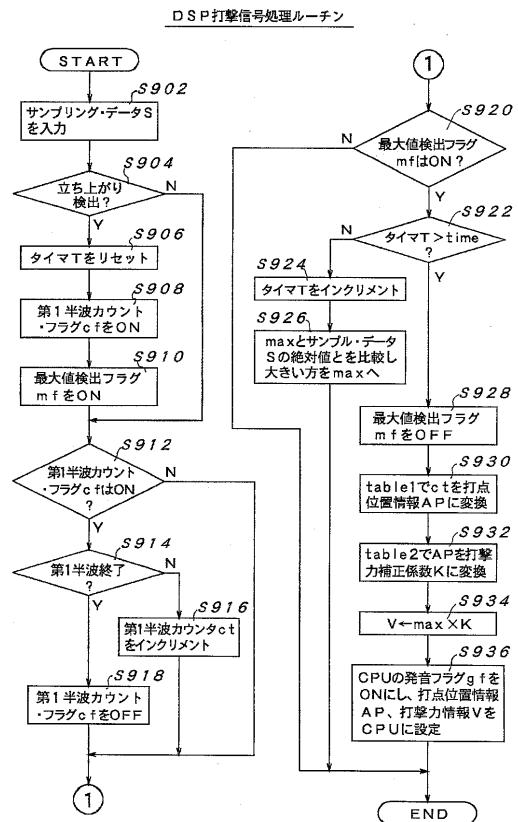 DSP打撃信号処理ルーチン
START
S902
サンプリング・データS
を入力
S904
立ち上がり
検出?
N
Y
S906
タイマTをリセット
S908
第1半波カウント
・フラグcfをON
S910
最大値検出フラグ
mfをON
S912
第1半波カウント
・フラグcfはON
?
N
Y
S914
第1半波終了
?
N
Y
S916
第1半波カウンタct
をインクリメント
S918
第1半波カウント
・フラグcfをOFF
1
1
S920
最大値検出フラグ
mfはON?
N
Y
S922
タイマT>time
?
N
Y
S924
タイマTをインクリメント
S926
maxとサンプル・データ
Sの絶対値とを比較し
大きい方をmaxへ
S928
最大値検出フラグ
mfをOFF
S930
table1でctを打点
位置情報APに変換
S932
table2でAPを打撃
力補正係数Kに変換
S934
V←max×K
S936
CPUの発音フラグgfを
ONにし、打点位置情報
AP、打撃力情報Vを
CPUに設定
END